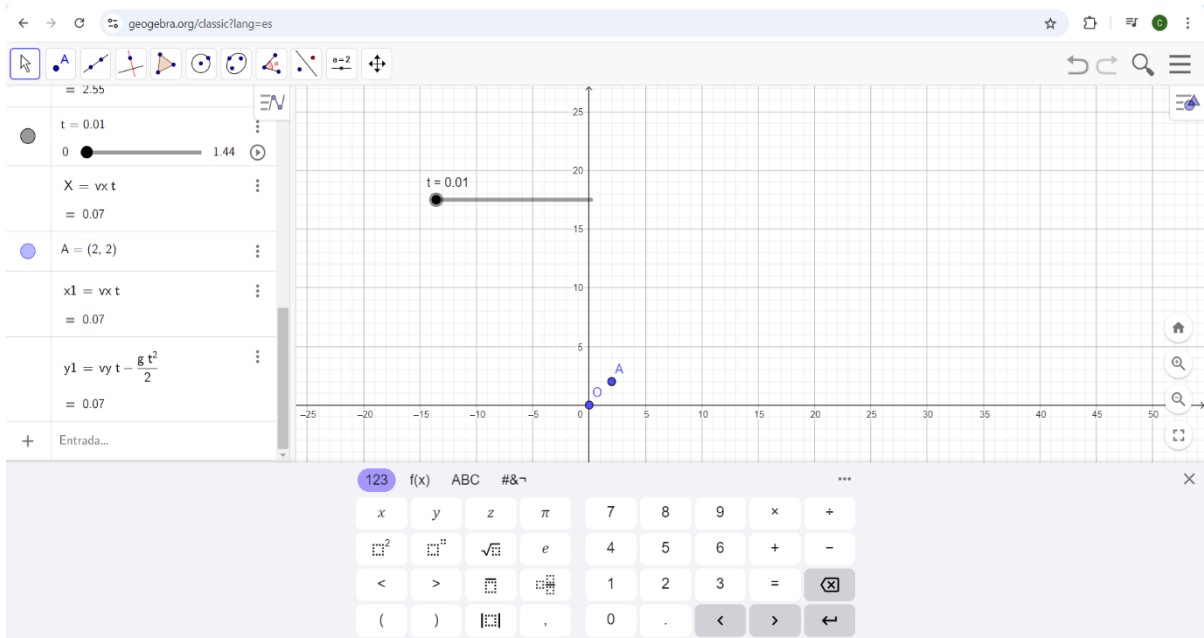 geogebra.org/classic?lang=es
C
A
a=2
= 2.55
t = 0.01
0 1.44
X = vx t
= 0.07
A = (2, 2)
x1 = vx t
= 0.07
y1 = vy t − g t² / 2
= 0.07
+ Entrada...
t = 0.01
25
20
15
10
5
A
O
−25 −20 −15 −10 −5 0 5 10 15 20 25 30 35 40 45 50
123 f(x) ABC #&¬
x y z π 7 8 9 × ÷
2 √ e 4 5 6 + −
< > 1 2 3 =
( ) | | , 0 . < >